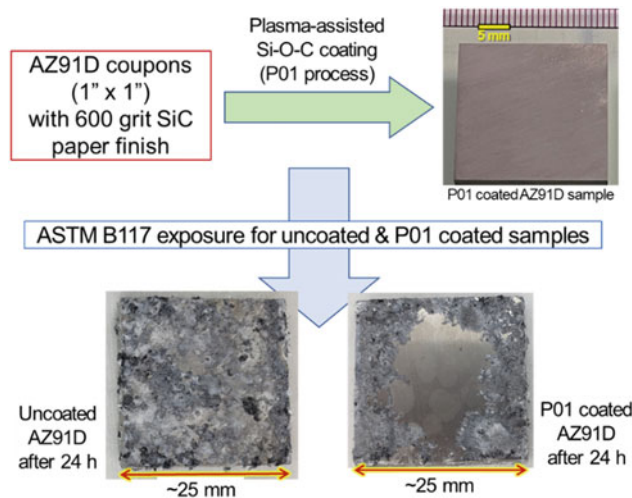 AZ91D coupons
(1” x 1”)
with 600 grit SiC
paper finish
Plasma-assisted
Si-O-C coating
(P01 process)
5 mm
P01 coated AZ91D sample
ASTM B117 exposure for uncoated & P01 coated samples
Uncoated
AZ91D
after 24 h
~25 mm
P01 coated
AZ91D
after 24 h
~25 mm